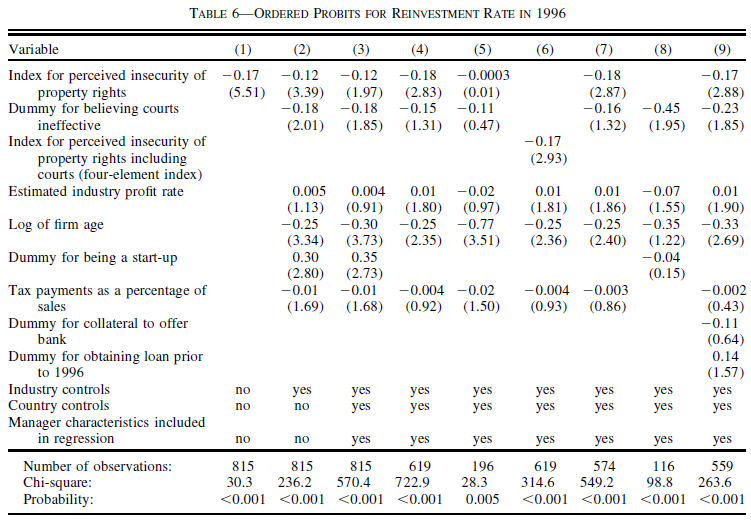 TABLE 6—ORDERED PROBITS FOR REINVESTMENT RATE IN 1996
Variable (1) (2) (3) (4) (5) (6) (7) (8) (9)
Index for perceived insecurity of −0.17 −0.12 −0.12 −0.18 −0.0003 −0.18 −0.17
property rights (5.51) (3.39) (1.97) (2.83) (0.01) (2.87) (2.88)
Dummy for believing courts −0.18 −0.18 −0.15 −0.11 −0.16 −0.45 −0.23
ineffective (2.01) (1.85) (1.31) (0.47) (1.32) (1.95) (1.85)
Index for perceived insecurity of −0.17
property rights including (2.93)
courts (four-element index)
Estimated industry profit rate 0.005 0.004 0.01 −0.02 0.01 0.01 −0.07 0.01
(1.13) (0.91) (1.80) (0.97) (1.81) (1.86) (1.55) (1.90)
Log of firm age −0.25 −0.30 −0.25 −0.77 −0.25 −0.25 −0.35 −0.33
(3.34) (3.73) (2.35) (3.51) (2.36) (2.40) (1.22) (2.69)
Dummy for being a start-up 0.30 0.35 −0.04
(2.80) (2.73) (0.15)
Tax payments as a percentage of −0.01 −0.01 −0.004 −0.02 −0.004 −0.003 −0.002
sales (1.69) (1.68) (0.92) (1.50) (0.93) (0.86) (0.43)
Dummy for collateral to offer −0.11
bank (0.64)
Dummy for obtaining loan prior 0.14
to 1996 (1.57)
Industry controls no yes yes yes yes yes yes yes yes
Country controls no no yes yes yes yes yes yes yes
Manager characteristics included
in regression no no yes yes yes yes yes yes yes
Number of observations: 815 815 815 619 196 619 574 116 559
Chi-square: 30.3 236.2 570.4 722.9 28.3 314.6 549.2 98.8 263.6
Probability: <0.001 <0.001 <0.001 <0.001 0.005 <0.001 <0.001 <0.001 <0.001